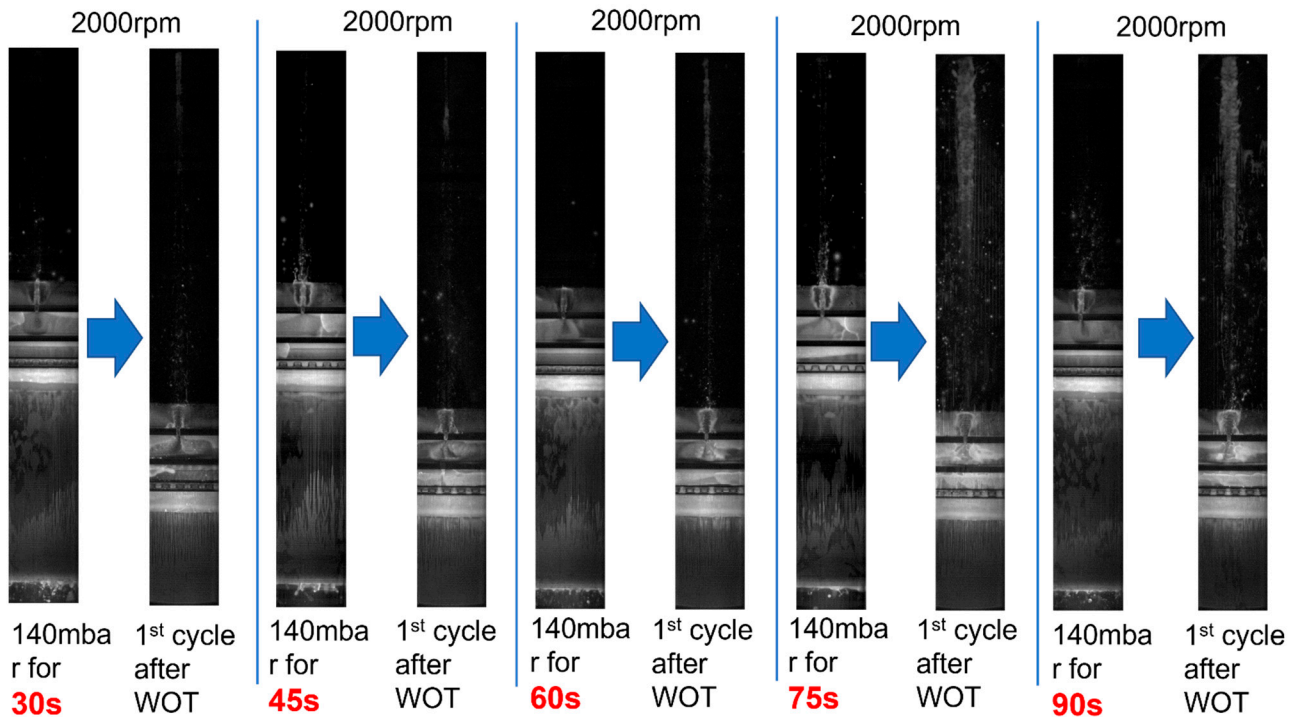 2000rpm
2000rpm
2000rpm
2000rpm
2000rpm
140mba
r for
30s
1st cycle
after
WOT
140mba
r for
45s
1st cycle
after
WOT
140mba
r for
60s
1st cycle
after
WOT
140mba
r for
75s
1st cycle
after
WOT
140mba
r for
90s
1st cycle
after
WOT